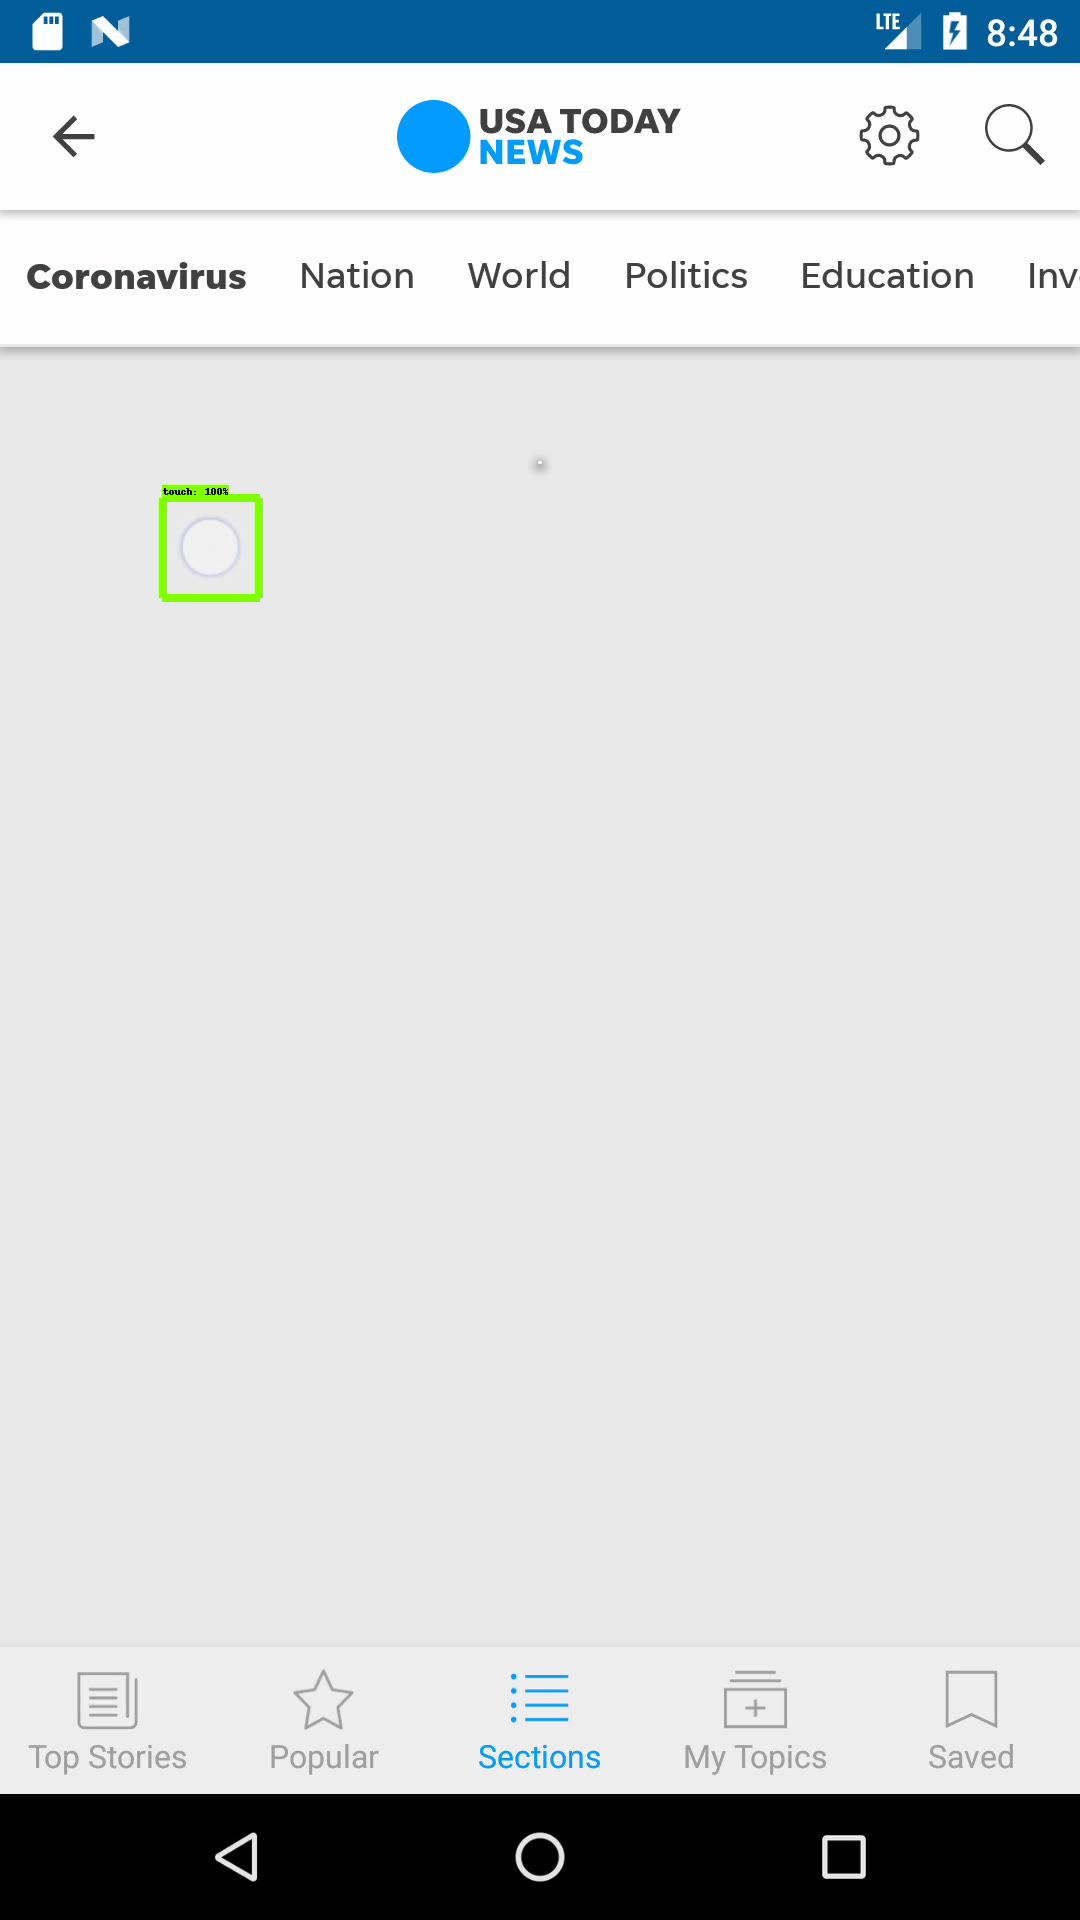 LTE 8:48
USA TODAY
NEWS
Coronavirus Nation World Politics Education Inv
touch: 100%
Top Stories Popular Sections My Topics Saved